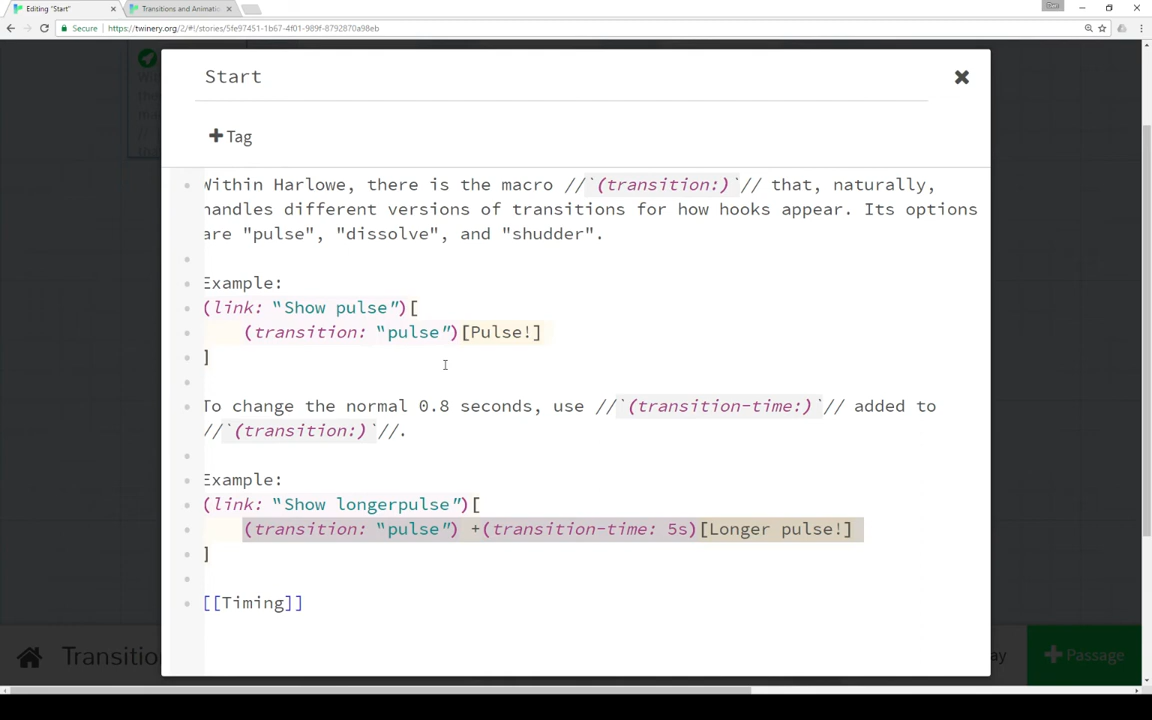 Editing "Start"
Transitions and Animatio
Secure
https://twinery.org/2/#!/stories/5fe97451-1b67-4f01-989f-8792870a98eb
Start
+ Tag
Within Harlowe, there is the macro //`(transition:)`// that, naturally,
handles different versions of transitions for how hooks appear. Its options
are "pulse", "dissolve", and "shudder".
Example:
(link: "Show pulse")[
(transition: "pulse")[Pulse!]
]
To change the normal 0.8 seconds, use //`(transition-time:)`// added to
//`(transition:)`//.
Example:
(link: "Show longerpulse")[
(transition: "pulse") +(transition-time: 5s)[Longer pulse!]
]
[[Timing]]
Transition
ay
+ Passage